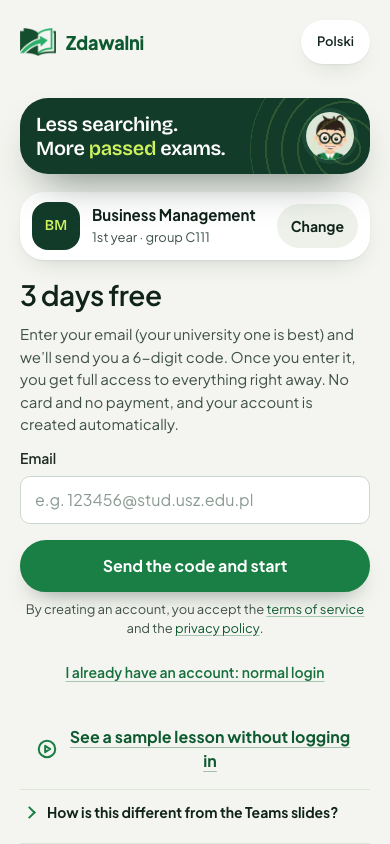 Zdawalni
Polski
Less searching.
More passed exams.
BM
Business Management
1st year · group C111
Change
3 days free
Enter your email (your university one is best) and
we’ll send you a 6–digit code. Once you enter it,
you get full access to everything right away. No
card and no payment, and your account is
created automatically.
Email
e.g. 123456@stud.usz.edu.pl
Send the code and start
By creating an account, you accept the terms of service
and the privacy policy.
I already have an account: normal login
See a sample lesson without logging
in
How is this different from the Teams slides?